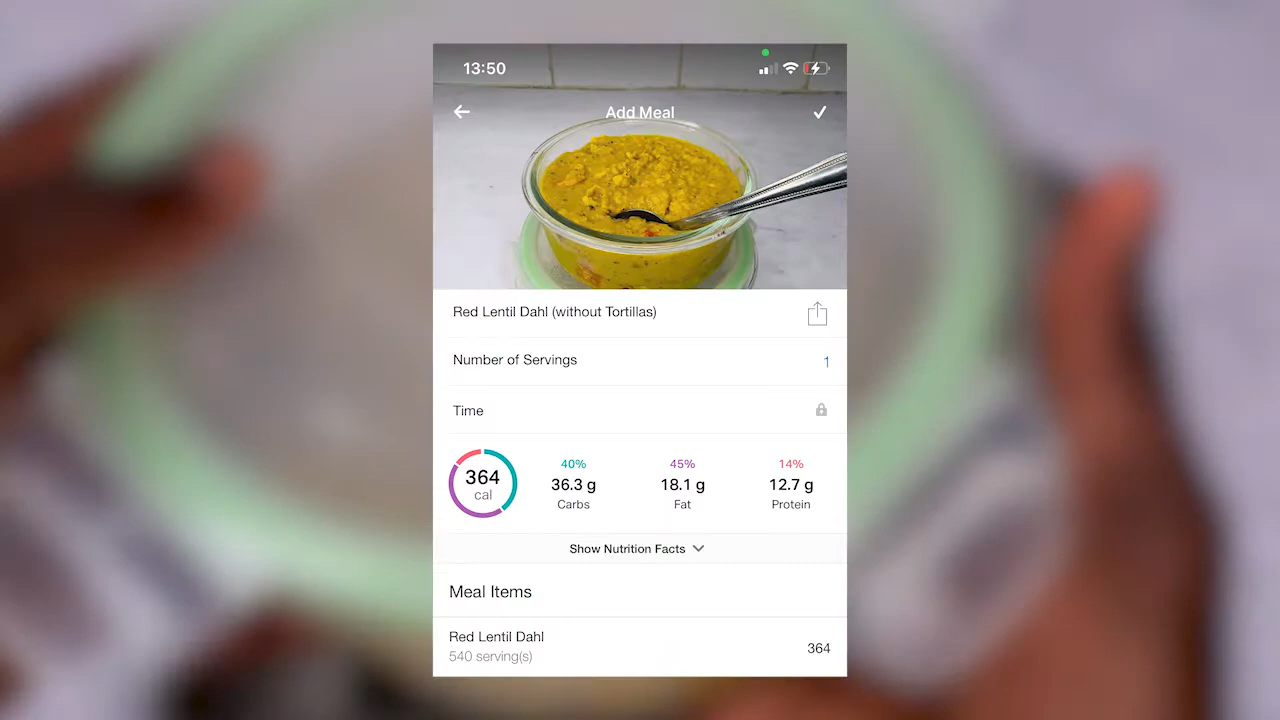 13:50
Add Meal
Red Lentil Dahl (without Tortillas)
Number of Servings 1
Time
364 cal
40% 45% 14%
36.3 g 18.1 g 12.7 g
Carbs Fat Protein
Show Nutrition Facts
Meal Items
Red Lentil Dahl 364
540 serving(s)